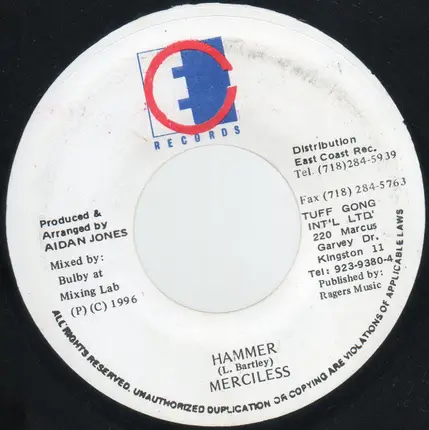 RECORDS
Distribution
East Coast Rec.
Tel. (718)284-5939
Fax (718) 284-5763
TUFF GONG
INT'L LTD'
220 Marcus
Garvey Dr.
Kingston 11
Tel: 923-9380-4
Published by:
Ragers Music
Produced &
Arranged by
AIDAN JONES
Mixed by:
Bulby at
Mixing Lab
(P) (C) 1996
HAMMER
(L. Bartley)
MERCILESS
ALL RIGHTS RESERVED. UNAUTHORIZED DUPLICATION OR COPYING ARE VIOLATIONS OF APPLICABLE LAWS